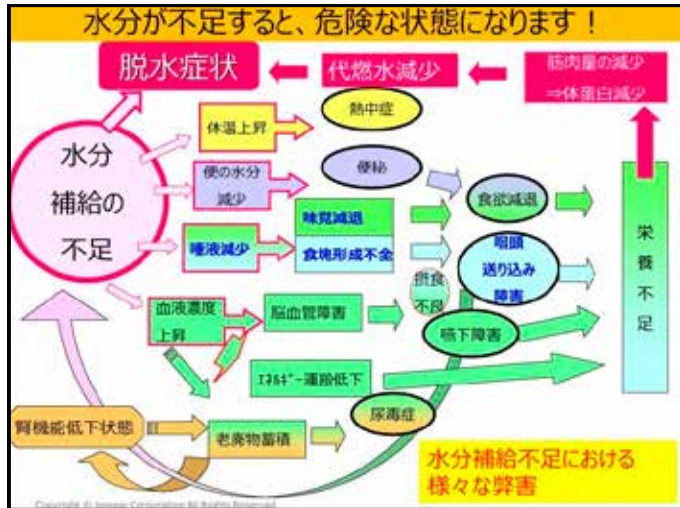 水分が不足すると、危険な状態になります！
脱水症状
代燃水減少
筋肉量の減少
⇒体蛋白減少
水分
補給の
不足
体温上昇
熱中症
便の水分
減少
便秘
唾液減少
味覚減退
食塊形成不全
食欲減退
咽頭
送り込み
障害
摂食
不良
嚥下障害
栄養不足
血液濃度
上昇
脳血管障害
ｴﾈﾙｷﾞｰ運搬低下
腎機能低下状態
老廃物蓄積
尿毒症
水分補給不足における
様々な弊害
Corporation All Rights Reserved